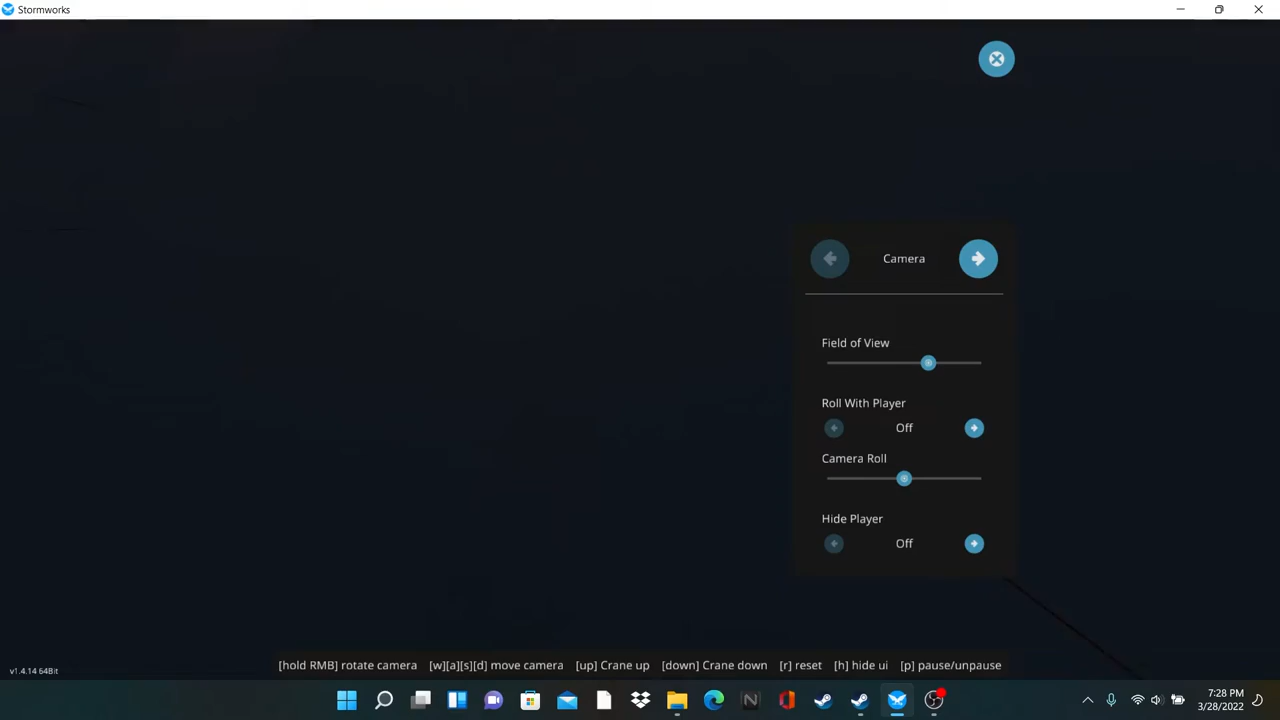 Stormworks
Camera
Field of View
Roll With Player
Off
Camera Roll
Hide Player
Off
[hold RMB] rotate camera [w][a][s][d] move camera [up] Crane up [down] Crane down [r] reset [h] hide ui [p] pause/unpause
v1.4.14 64Bit
7:28 PM
3/28/2022